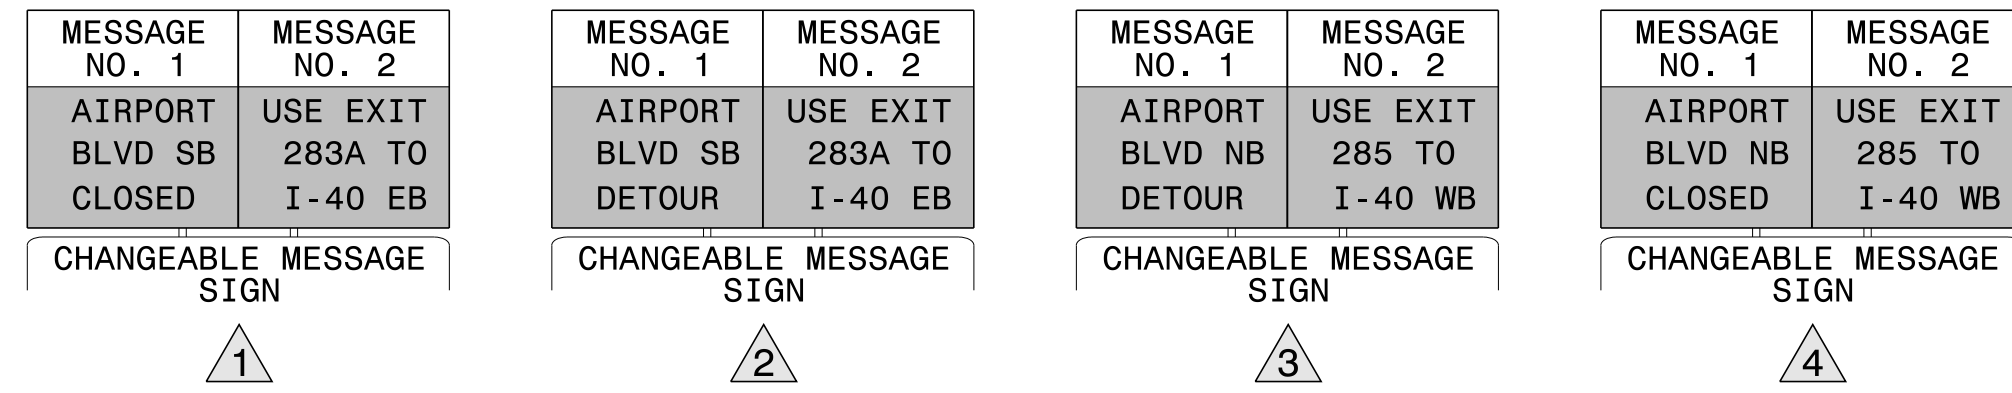 MESSAGE NO. 1
MESSAGE NO. 2
AIRPORT
BLVD SB
CLOSED
USE EXIT
283A TO
I-40 EB
CHANGEABLE MESSAGE
SIGN
1
MESSAGE NO. 1
MESSAGE NO. 2
AIRPORT
BLVD SB
DETOUR
USE EXIT
283A TO
I-40 EB
CHANGEABLE MESSAGE
SIGN
2
MESSAGE NO. 1
MESSAGE NO. 2
AIRPORT
BLVD NB
DETOUR
USE EXIT
285 TO
I-40 WB
CHANGEABLE MESSAGE
SIGN
3
MESSAGE NO. 1
MESSAGE NO. 2
AIRPORT
BLVD NB
CLOSED
USE EXIT
285 TO
I-40 WB
CHANGEABLE MESSAGE
SIGN
4